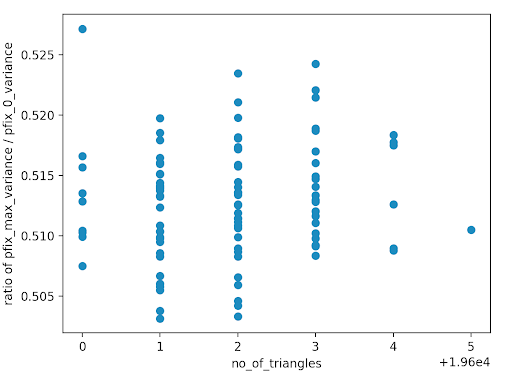 ratio of pfix_max_variance / pfix_0_variance
0.525
0.520
0.515
0.510
0.505
0 1 2 3 4 5
+1.96e4
no_of_triangles